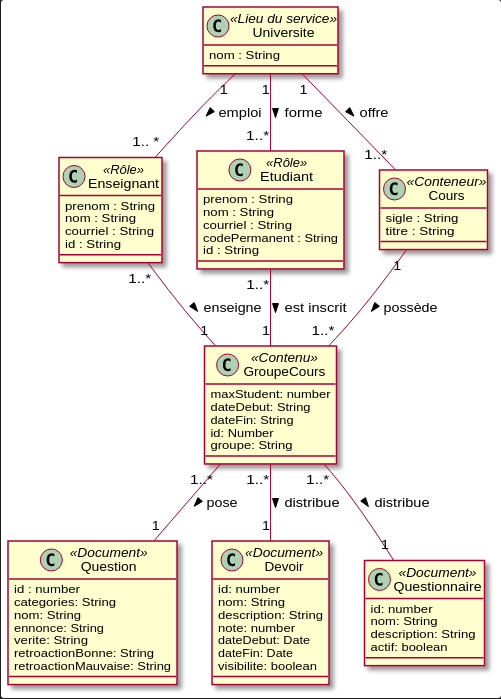 C «Lieu du service»
Universite
nom : String
1 1 1
emploi forme offre
1.. * 1..* 1..*
C «Rôle»
Enseignant
prenom : String
nom : String
courriel : String
id : String
C «Rôle»
Etudiant
prenom : String
nom : String
courriel : String
codePermanent : String
id : String
C «Conteneur»
Cours
sigle : String
titre : String
1..* 1..* 1
enseigne est inscrit possède
1 1 1..*
C «Contenu»
GroupeCours
maxStudent: number
dateDebut: String
dateFin: String
id: Number
groupe: String
1..* 1..* 1..*
pose distribue distribue
1 1 1
C «Document»
Question
id : number
categories: String
nom: String
ennonce: String
verite: String
retroactionBonne: String
retroactionMauvaise: String
C «Document»
Devoir
id: number
nom: String
description: String
note: number
dateDebut: Date
dateFin: Date
visibilite: boolean
C «Document»
Questionnaire
id: number
nom: String
description: String
actif: boolean